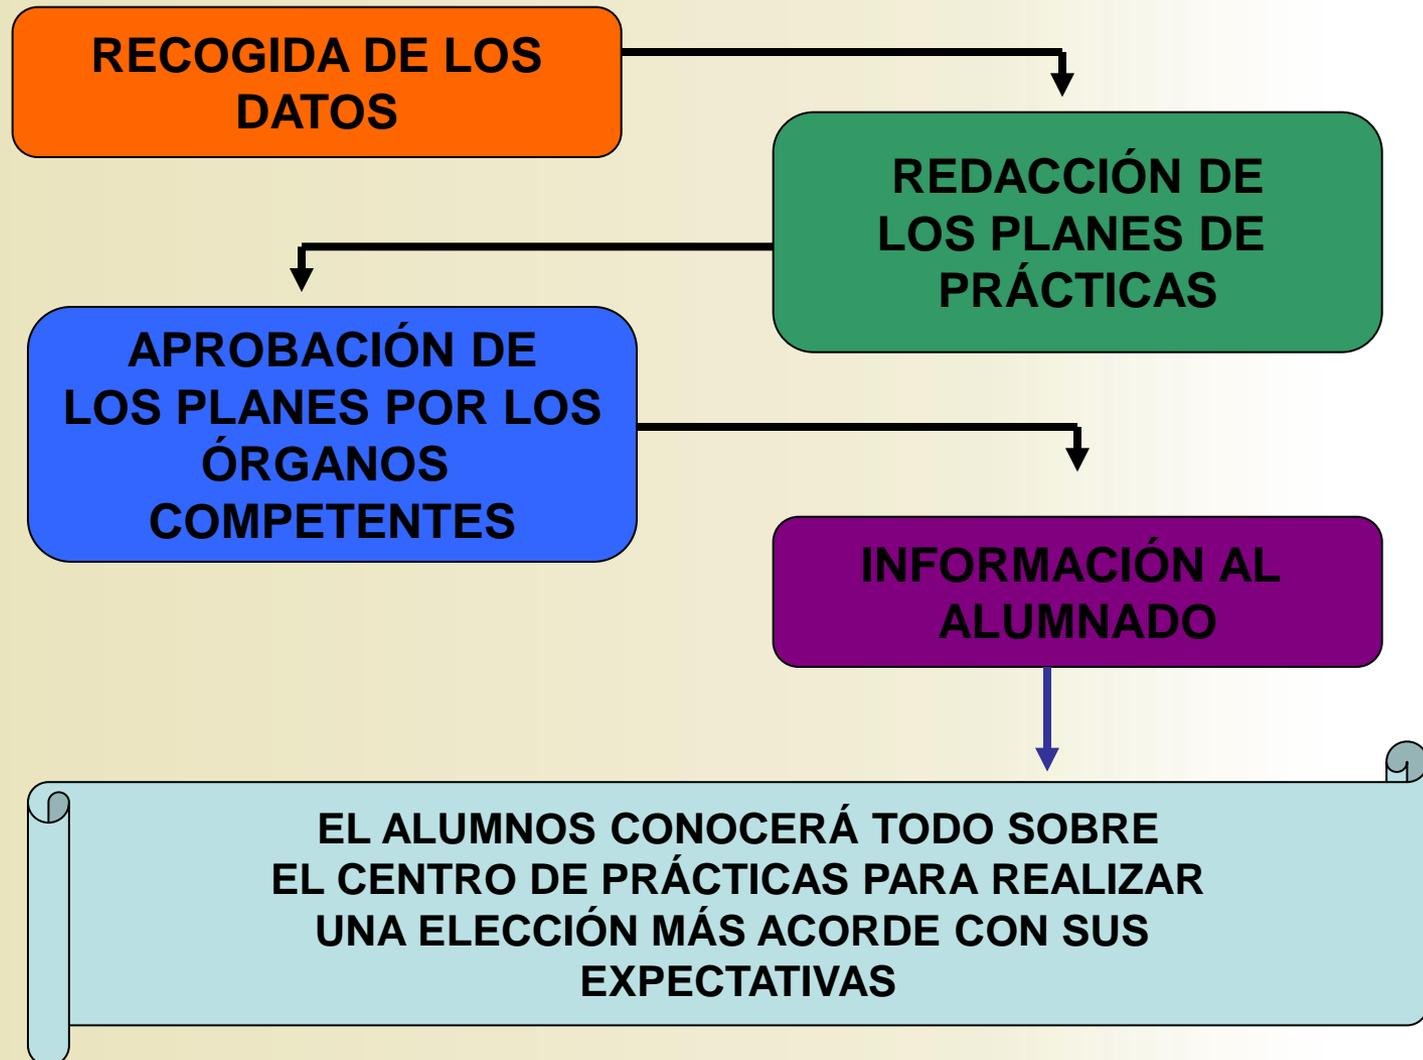 RECOGIDA DE LOS
DATOS
REDACCIÓN DE
LOS PLANES DE
PRÁCTICAS
APROBACIÓN DE
LOS PLANES POR LOS
ÓRGANOS
COMPETENTES
INFORMACIÓN AL
ALUMNADO
EL ALUMNOS CONOCERÁ TODO SOBRE
EL CENTRO DE PRÁCTICAS PARA REALIZAR
UNA ELECCIÓN MÁS ACORDE CON SUS
EXPECTATIVAS